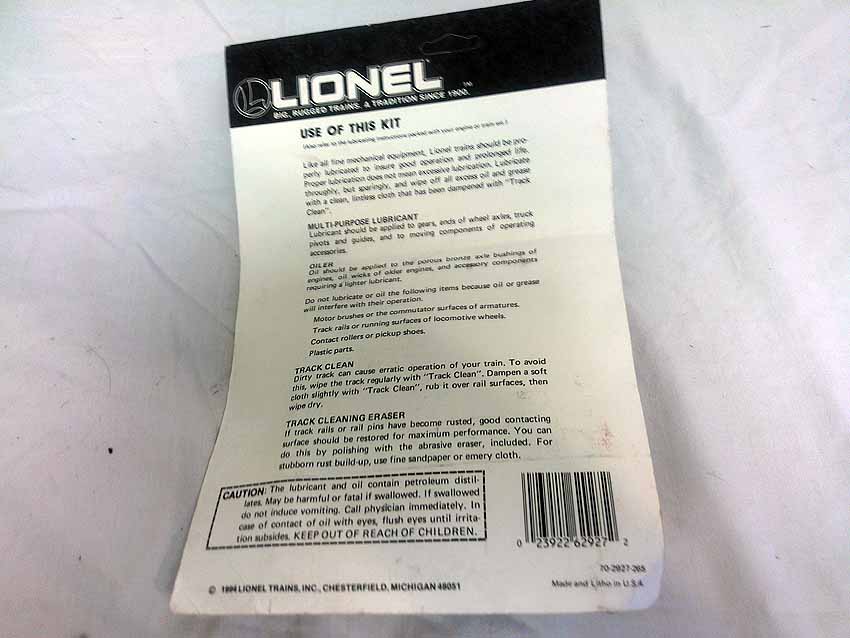 LIONEL ™
BIG, RUGGED TRAINS. A TRADITION SINCE 1900.
USE OF THIS KIT
(Also refer to the lubricating instructions packed with your engine or train set.)
Like all fine mechanical equipment, Lionel trains should be pro-
perly lubricated to insure good operation and prolonged life.
Proper lubrication does not mean excessive lubrication. Lubricate
throughly, but sparingly, and wipe off all excess oil and grease
with a clean, lintless cloth that has been dampened with "Track
Clean".
MULTI-PURPOSE LUBRICANT
Lubricant should be applied to gears, ends of wheel axles, truck
pivots and guides, and to moving components of operating
accessories.
OILER
Oil should be applied to the porous bronze axle bushings of
engines, oil wicks of older engines, and accessory components
requiring a lighter lubricant.
Do not lubricate or oil the following items because oil or grease
will interfere with their operation.
Motor brushes or the commutator surfaces of armatures.
Track rails or running surfaces of locomotive wheels.
Contact rollers or pickup shoes.
Plastic parts.
TRACK CLEAN
Dirty track can cause erratic operation of your train. To avoid
this, wipe the track regularly with "Track Clean". Dampen a soft
cloth slightly with "Track Clean", rub it over rail surfaces, then
wipe dry.
TRACK CLEANING ERASER
If track rails or rail pins have become rusted, good contacting
surface should be restored for maximum performance. You can
do this by polishing with the abrasive eraser, included. For
stubborn rust build-up, use fine sandpaper or emery cloth.
CAUTION: The lubricant and oil contain petroleum distil-
lates. May be harmful or fatal if swallowed. If swallowed
do not induce vomiting. Call physician immediately. In
case of contact of oil with eyes, flush eyes until irrita-
tion subsides. KEEP OUT OF REACH OF CHILDREN.
0 23922 62927 2
70-2927-265
© 1994 LIONEL TRAINS, INC., CHESTERFIELD, MICHIGAN 48051
Made and Litho in U.S.A.